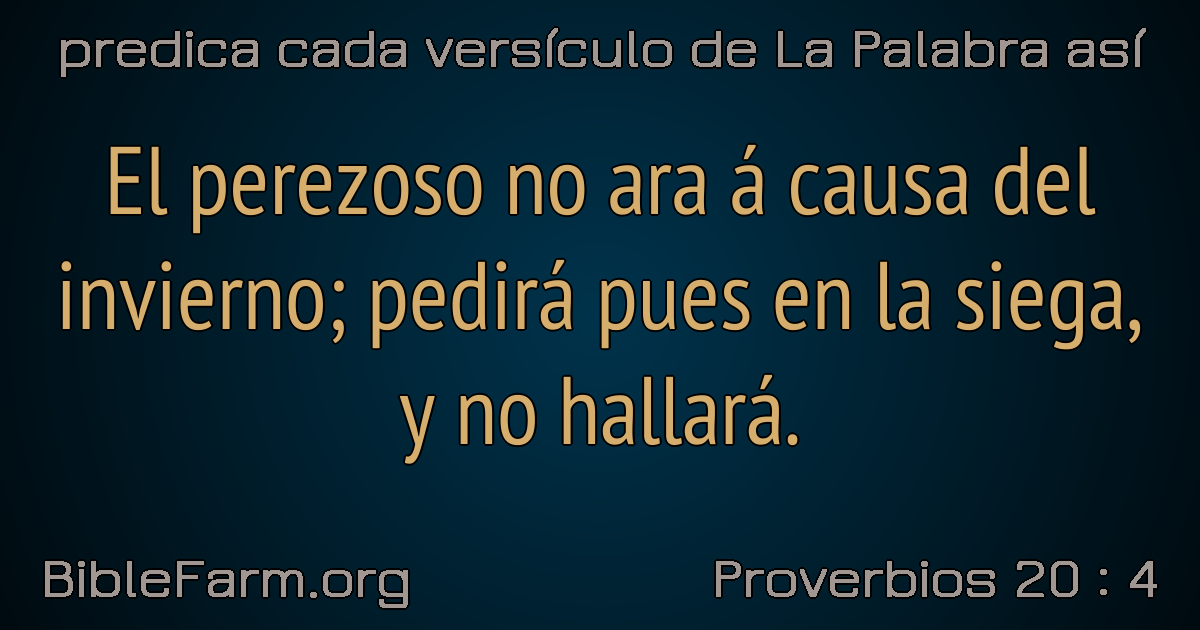 predica cada versículo de La Palabra así
El perezoso no ara á causa del
invierno; pedirá pues en la siega,
y no hallará.
BibleFarm.org
Proverbios 20 : 4